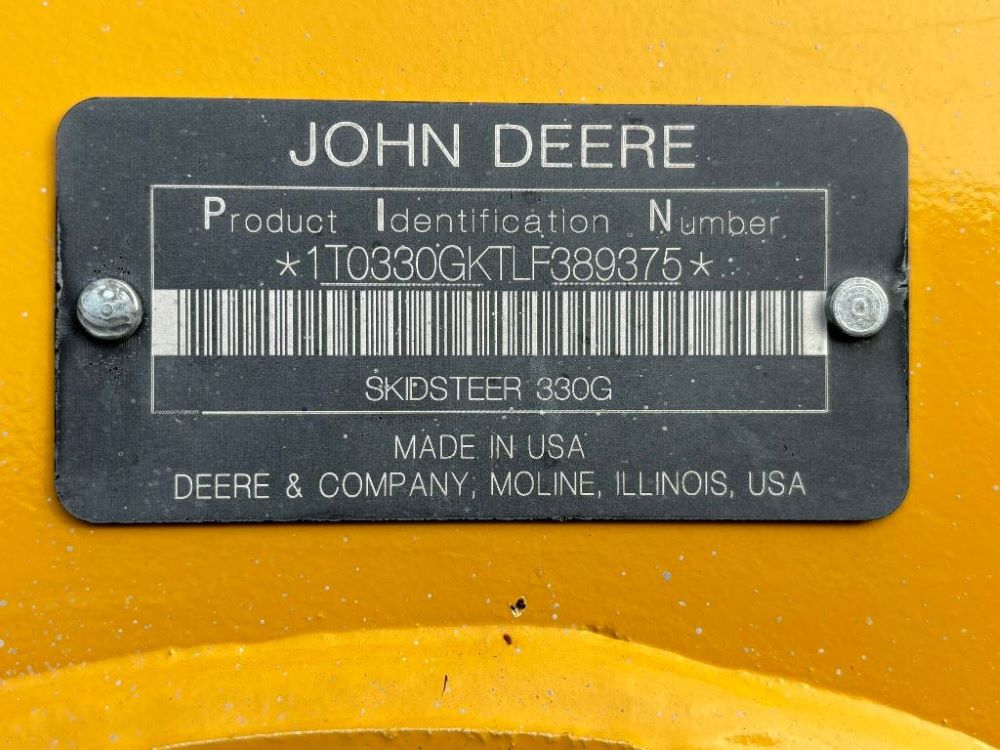 JOHN DEERE
Product Identification Number
*1T0330GKTLF389375*
SKIDSTEER 330G
MADE IN USA
DEERE & COMPANY, MOLINE, ILLINOIS, USA